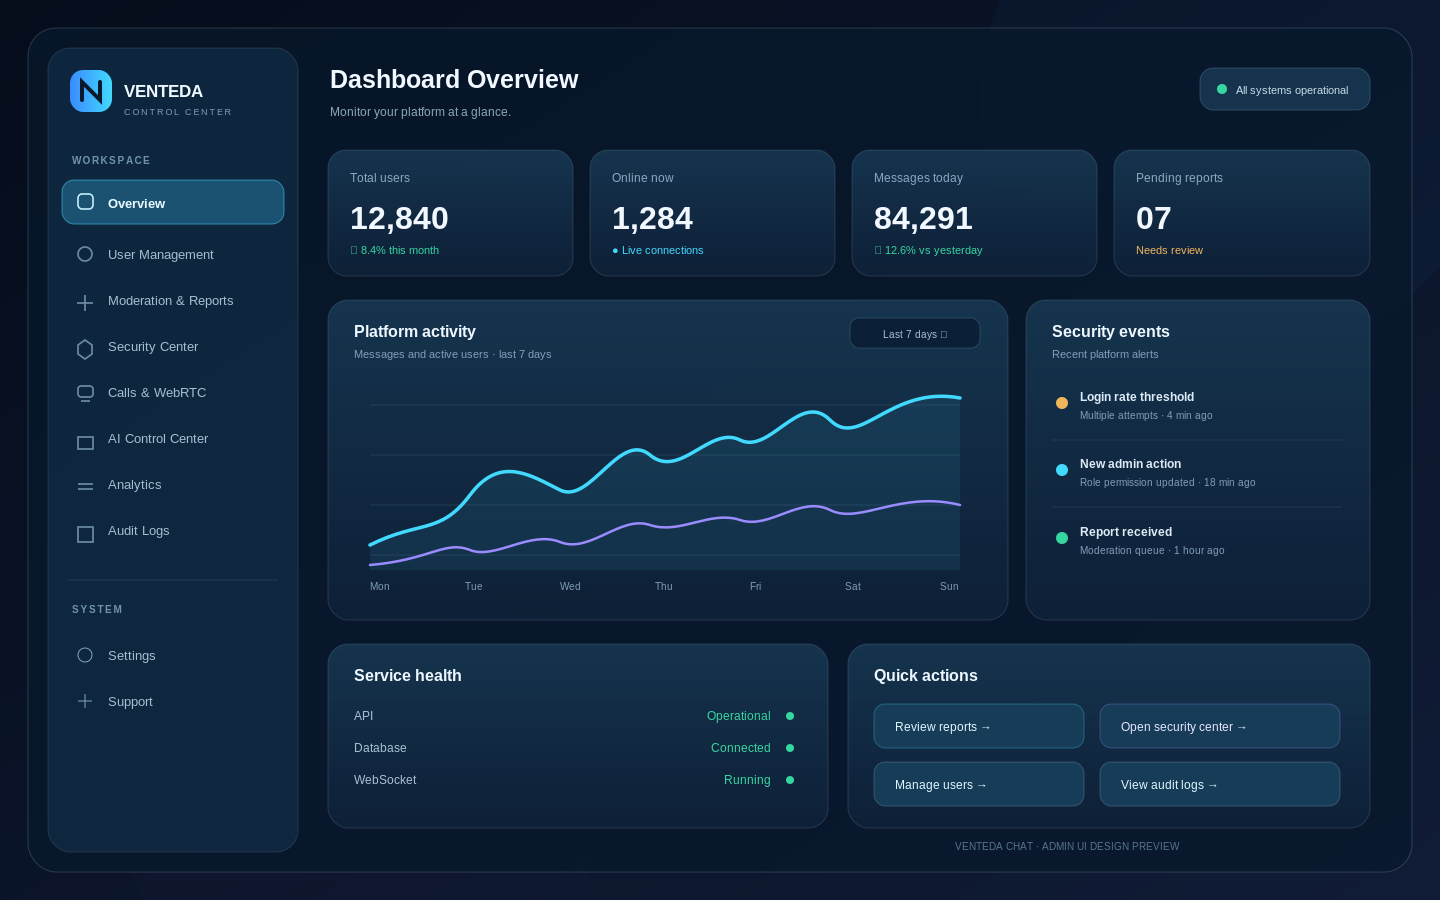 VENTEDA
CONTROL CENTER
WORKSPACE
Overview
User Management
Moderation & Reports
Security Center
Calls & WebRTC
AI Control Center
Analytics
Audit Logs
SYSTEM
Settings
Support
Dashboard Overview
Monitor your platform at a glance.
All systems operational
Total users
12,840
8.4% this month
Online now
1,284
● Live connections
Messages today
84,291
12.6% vs yesterday
Pending reports
07
Needs review
Platform activity
Messages and active users · last 7 days
Last 7 days
Mon Tue Wed Thu Fri Sat Sun
Security events
Recent platform alerts
Login rate threshold
Multiple attempts · 4 min ago
New admin action
Role permission updated · 18 min ago
Report received
Moderation queue · 1 hour ago
Service health
API Operational
Database Connected
WebSocket Running
Quick actions
Review reports →
Open security center →
Manage users →
View audit logs →
VENTEDA CHAT · ADMIN UI DESIGN PREVIEW